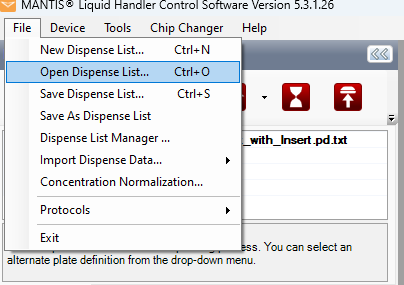 MANTIS® Liquid Handler Control Software Version 5.3.1.26
File Device Tools Chip Changer Help
New Dispense List... Ctrl+N
Open Dispense List... Ctrl+O
Save Dispense List... Ctrl+S
Save As Dispense List
Dispense List Manager ...
_with_Insert.pd.txt
Import Dispense Data...
Concentration Normalization...
Protocols
Exit
ess. You can select an
alternate plate definition from the drop-down menu.